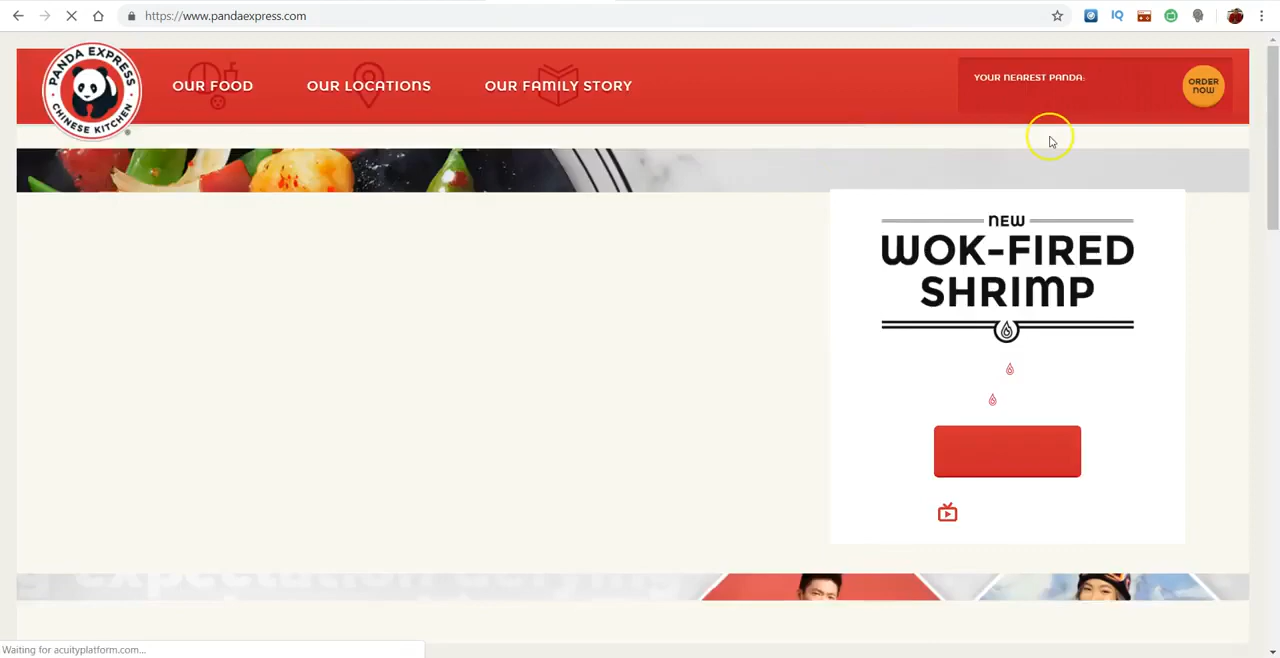 https://www.pandaexpress.com
IQ
PANDA EXPRESS
CHINESE KITCHEN
OUR FOOD
OUR LOCATIONS
OUR FAMILY STORY
YOUR NEAREST PANDA:
ORDER
NOW
NEW
WOK-FIRED
SHRIMP
Waiting for acuityplatform.com...